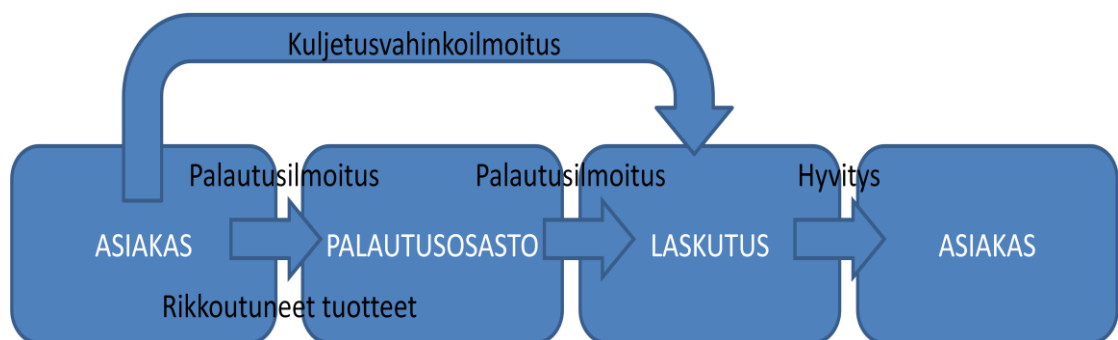 Kuljetusvahinkoilmoitus
Palautusilmoitus
Palautusilmoitus
Hyvitys
ASIAKAS
PALAUTUSOSASTO
LASKUTUS
ASIAKAS
Rikkoutuneet tuotteet